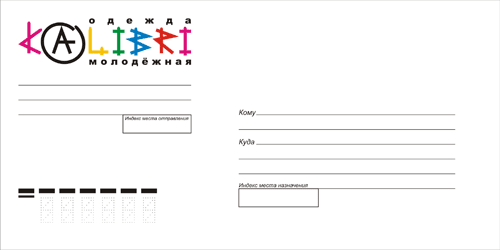 одежда
KALIBRI
молодёжная
Индекс места отправления
Кому
Куда
Индекс места назначения